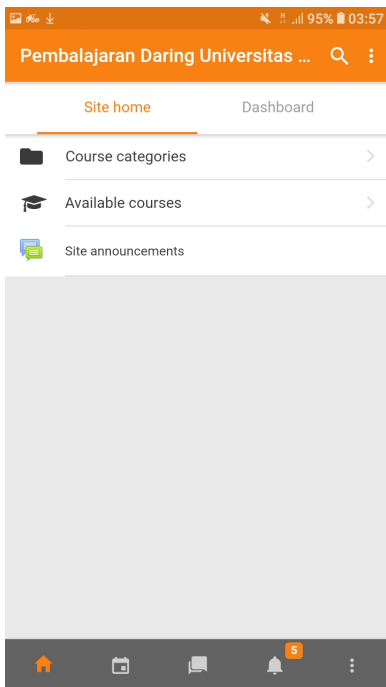 95% 03:57
Pembalajaran Daring Universitas ...
Site home
Dashboard
Course categories
Available courses
Site announcements
5